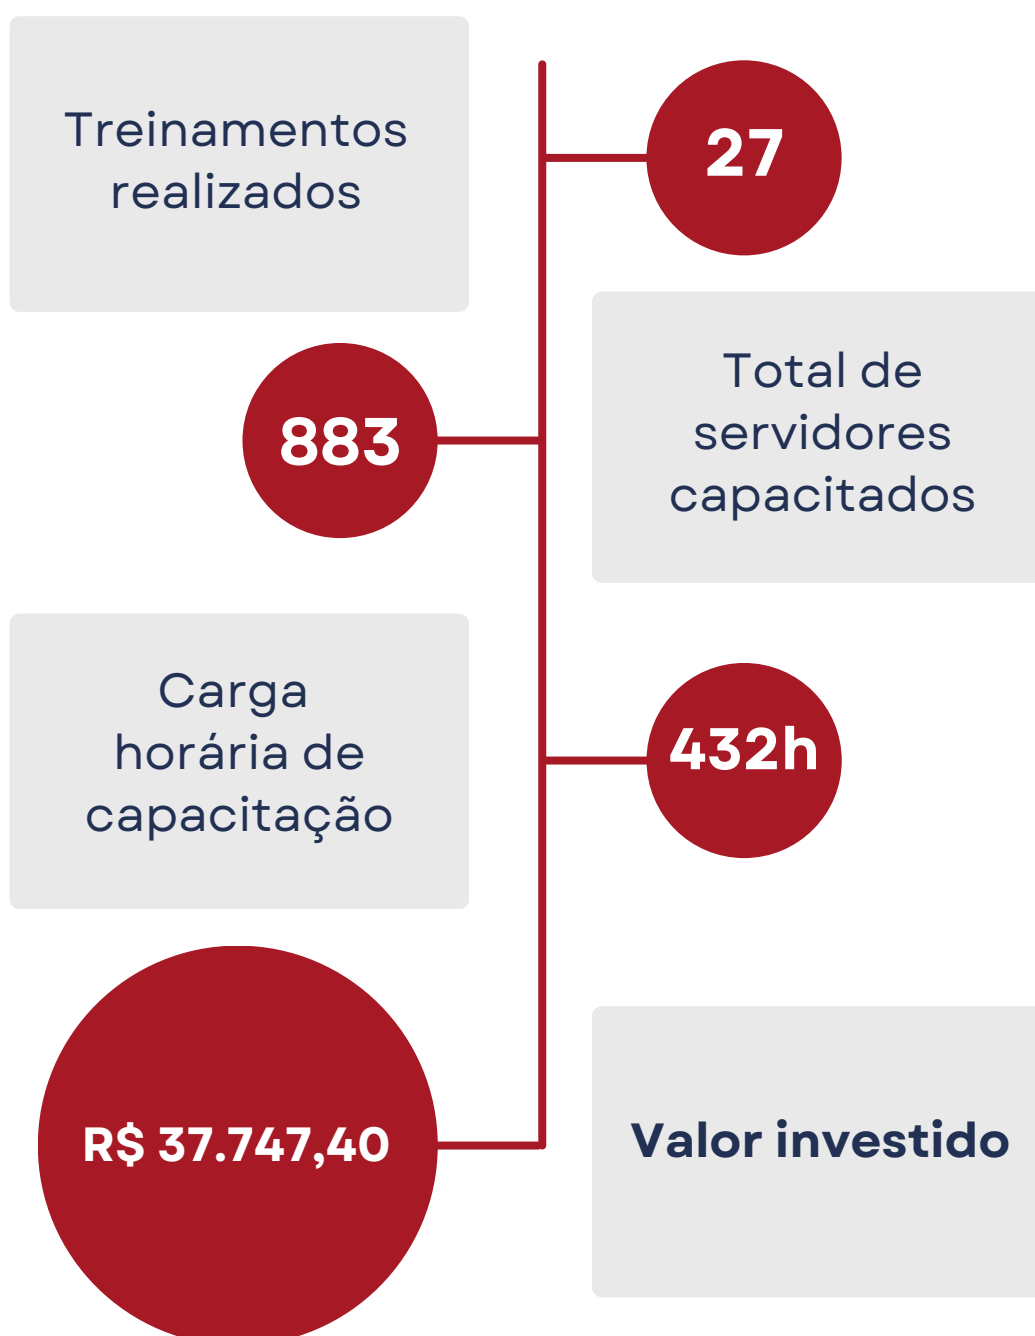 Treinamentos
realizados
27
883
Total de
servidores
capacitados
Carga
horária de
capacitação
432h
R$ 37.747,40
Valor investido